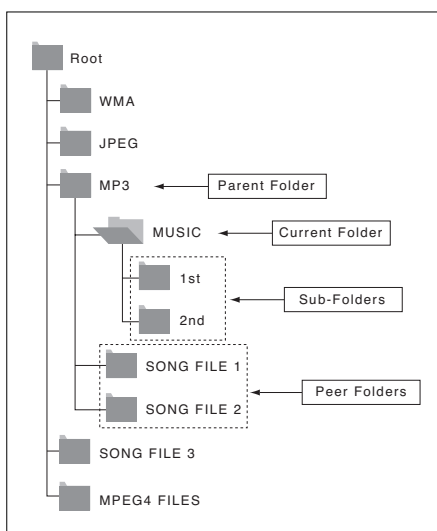 Root
WMA
JPEG
MP3
Parent Folder
MUSIC
Current Folder
1st
Sub-Folders
2nd
SONG FILE 1
Peer Folders
SONG FILE 2
SONG FILE 3
MPEG4 FILES